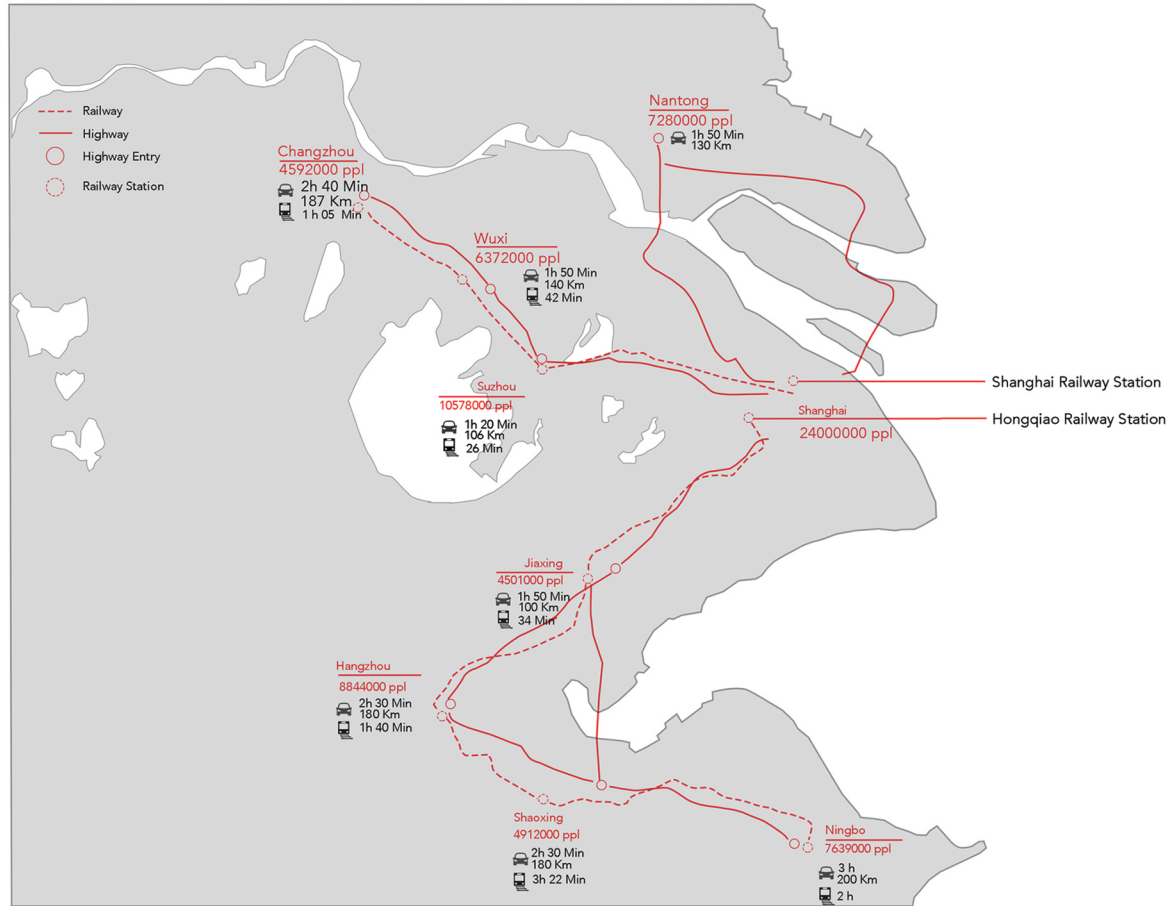 Railway
Highway
Highway Entry
Railway Station
Nantong
7280000 ppl
1h 50 Min
130 Km
Changzhou
4592000 ppl
2h 40 Min
187 Km
1 h 05 Min
Wuxi
6372000 ppl
1h 50 Min
140 Km
42 Min
Suzhou
10578000 ppl
1h 20 Min
106 Km
26 Min
Shanghai Railway Station
Hongqiao Railway Station
Shanghai
24000000 ppl
Jiaxing
4501000 ppl
1h 50 Min
100 Km
34 Min
Hangzhou
8844000 ppl
2h 30 Min
180 Km
1h 40 Min
Shaoxing
4912000 ppl
2h 30 Min
180 Km
3h 22 Min
Ningbo
7639000 ppl
3 h
200 Km
2 h